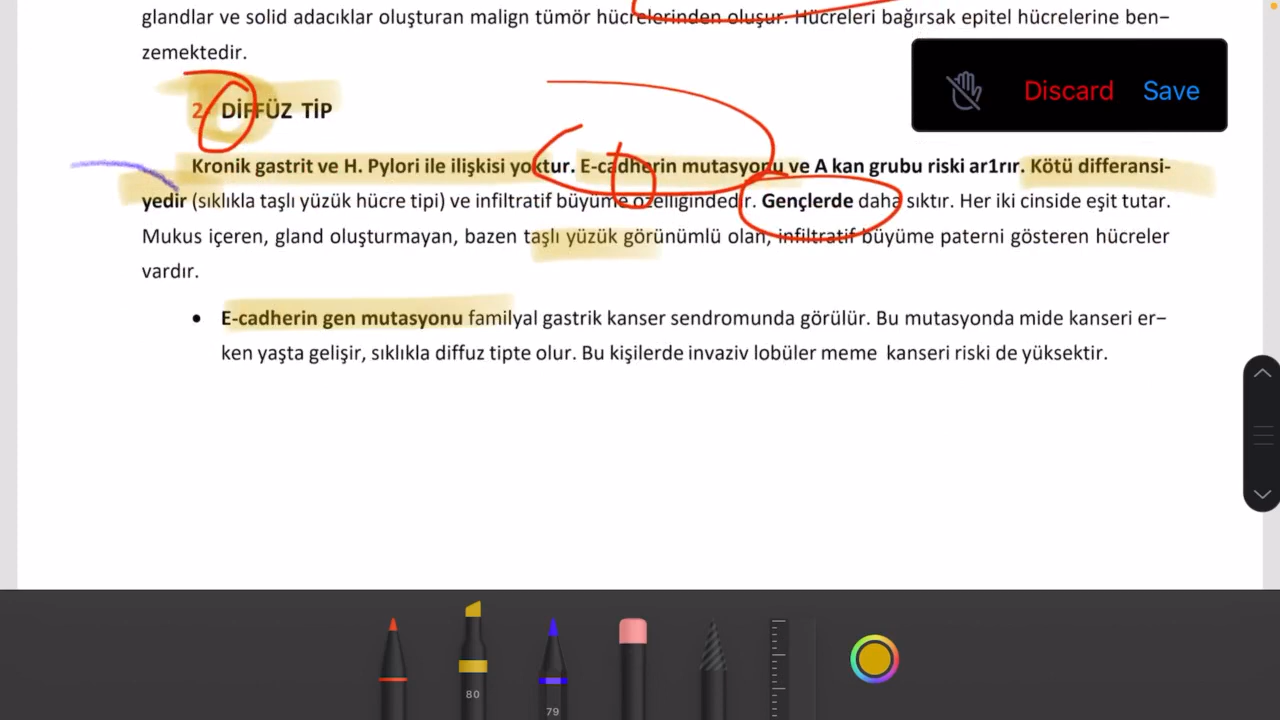 glandlar ve solid adacıklar oluşturan malign tümör hücrelerinden oluşur. Hücreleri bağırsak epitel hücrelerine ben-
zemektedir.
Discard Save
2- DİFFÜZ TİP
Kronik gastrit ve H. Pylori ile ilişkisi yoktur. E-cadherin mutasyonu ve A kan grubu riski ar1rır. Kötü differansi-
yedir (sıklıkla taşlı yüzük hücre tipi) ve infiltratif büyüme özelliğindedir. Gençlerde daha sıktır. Her iki cinside eşit tutar.
Mukus içeren, gland oluşturmayan, bazen taşlı yüzük görünümlü olan, infiltratif büyüme paterni gösteren hücreler
vardır.
• E-cadherin gen mutasyonu familyal gastrik kanser sendromunda görülür. Bu mutasyonda mide kanseri er-
ken yaşta gelişir, sıklıkla diffuz tipte olur. Bu kişilerde invaziv lobüler meme kanseri riski de yüksektir.
80
79